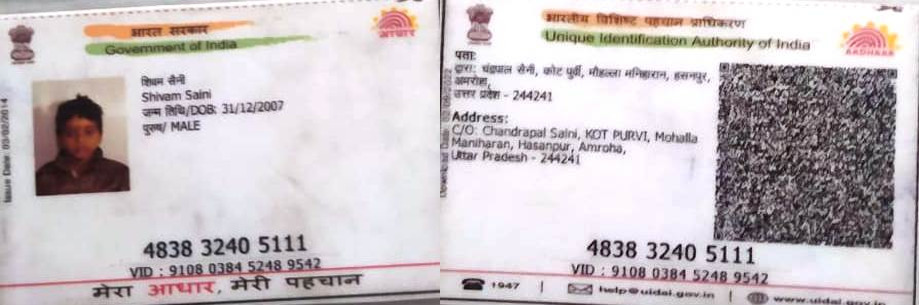 भारत सरकार
Government of India
आधार
शिवम सैनी
Shivam Saini
जन्म तिथि/DOB: 31/12/2007
पुरुष/ MALE
Issue Date: 03/02/2014
4838 3240 5111
VID : 9108 0384 5248 9542
मेरा आधार, मेरी पहचान
भारतीय विशिष्ट पहचान प्राधिकरण
Unique Identification Authority of India
AADHAAR
पता:
द्वारा: चंद्रपाल सैनी, कोट पुर्वी, मौहल्ला मनिहारान, हसनपुर,
अमरोहा,
उत्तर प्रदेश - 244241
Address:
C/O: Chandrapal Saini, KOT PURVI, Mohalla
Maniharan, Hasanpur, Amroha,
Uttar Pradesh - 244241
4838 3240 5111
VID : 9108 0384 5248 9542
1947
help@uidai.gov.in
www.uidai.gov.in